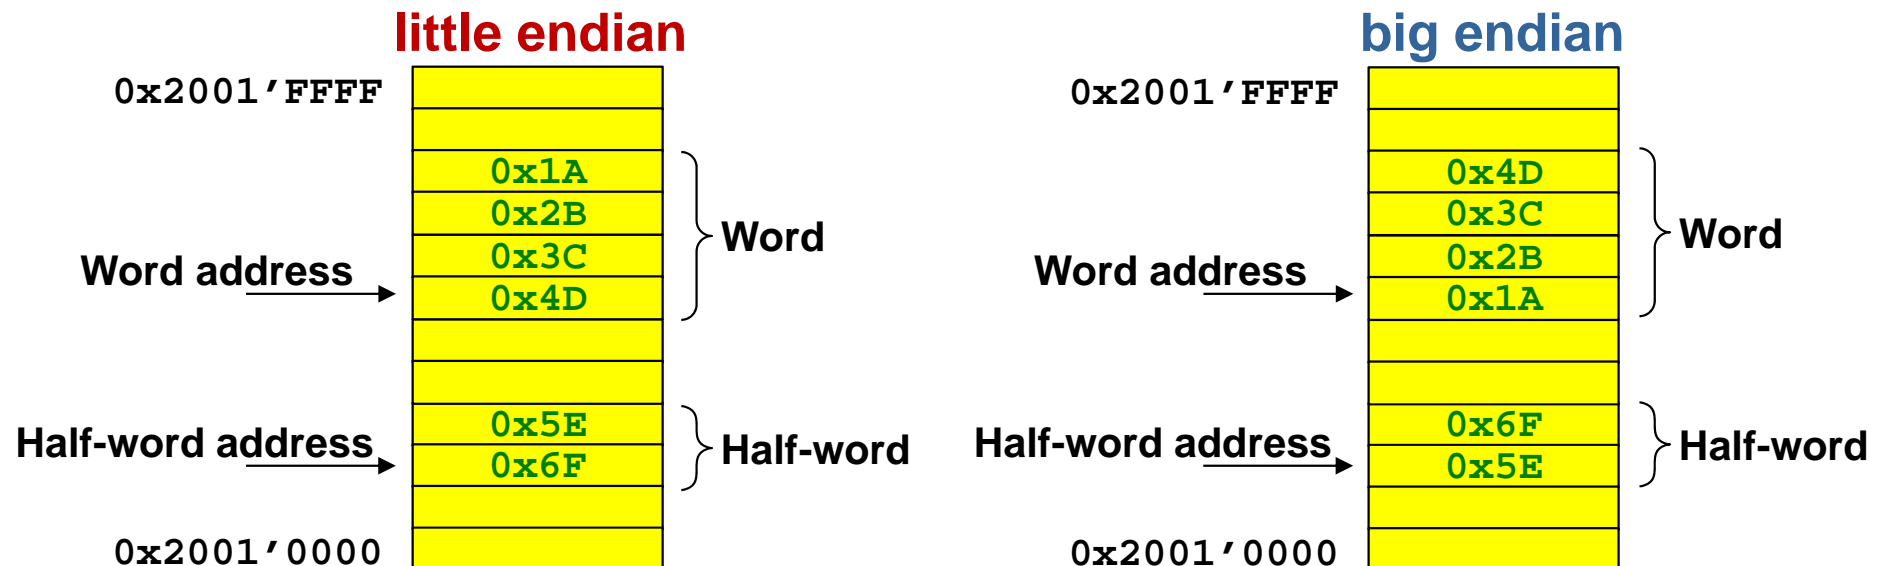 little endian
0x2001'FFFF
0x1A
0x2B
0x3C
0x4D
Word
Word address
0x5E
0x6F
Half-word
Half-word address
0x2001'0000
big endian
0x2001'FFFF
0x4D
0x3C
0x2B
0x1A
Word
Word address
0x6F
0x5E
Half-word
Half-word address
0x2001'0000